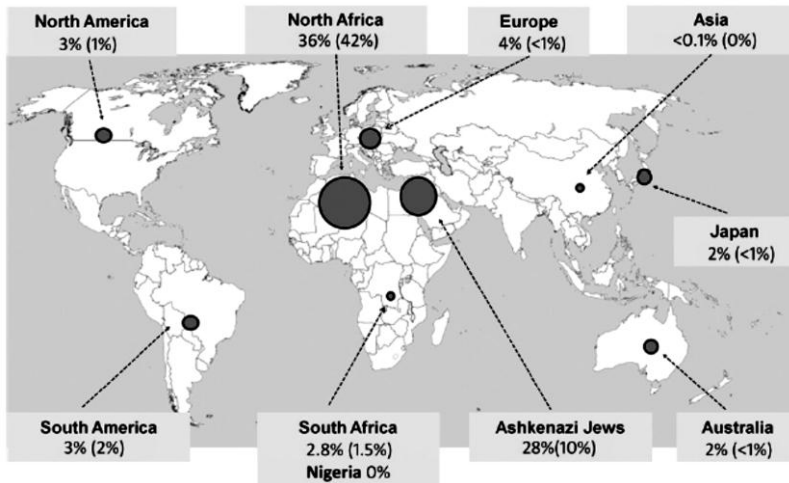 North America
3% (1%)
North Africa
36% (42%)
Europe
4% (<1%)
Asia
<0.1% (0%)
Japan
2% (<1%)
South America
3% (2%)
South Africa
2.8% (1.5%)
Nigeria 0%
Ashkenazi Jews
28%(10%)
Australia
2% (<1%)